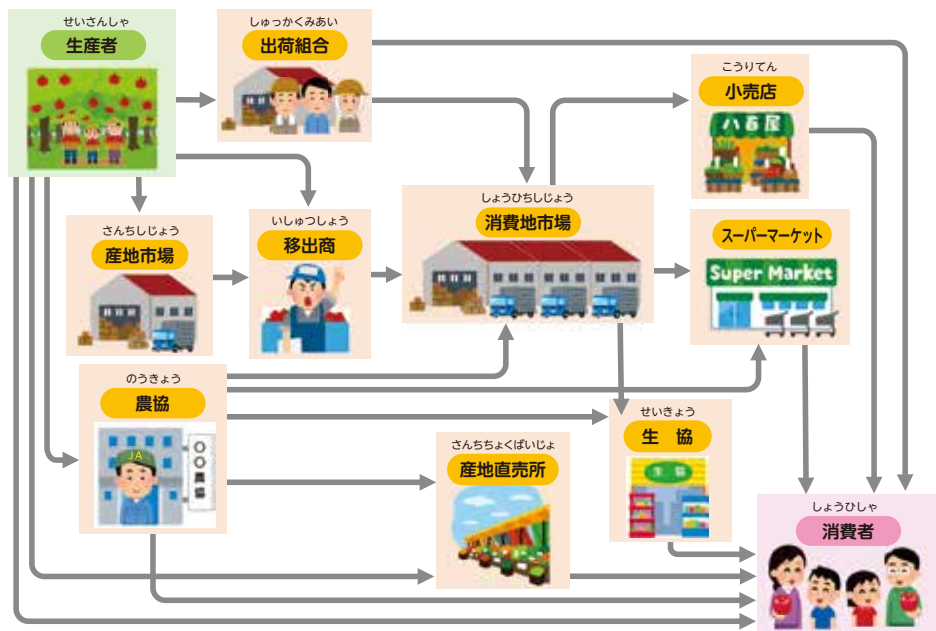 せいさんしゃ
生産者
しゅっかくみあい
出荷組合
こうりてん
小売店
八百屋
さんちしじょう
産地市場
いしゅつしょう
移出商
しょうひちしじょう
消費地市場
スーパーマーケット
Super Market
のうきょう
農協
JA
〇〇農協
さんちちょくばいじょ
産地直売所
せいきょう
生 協
生 協
しょうひしゃ
消費者